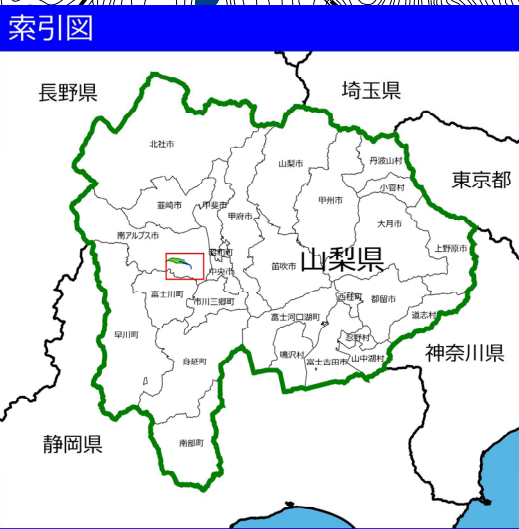 索引図
長野県
埼玉県
北杜市
山梨市
丹波山村
小菅村
東京都
韮崎市
甲斐市
甲府市
甲州市
大月市
南アルプス市
上野原市
昭和町
山梨県
中央市
笛吹市
富士川町
市川三郷町
西桂町
都留市
富士河口湖町
道志村
早川町
忍野村
身延町
鳴沢村
富士吉田市
山中湖村
神奈川県
静岡県
南部町